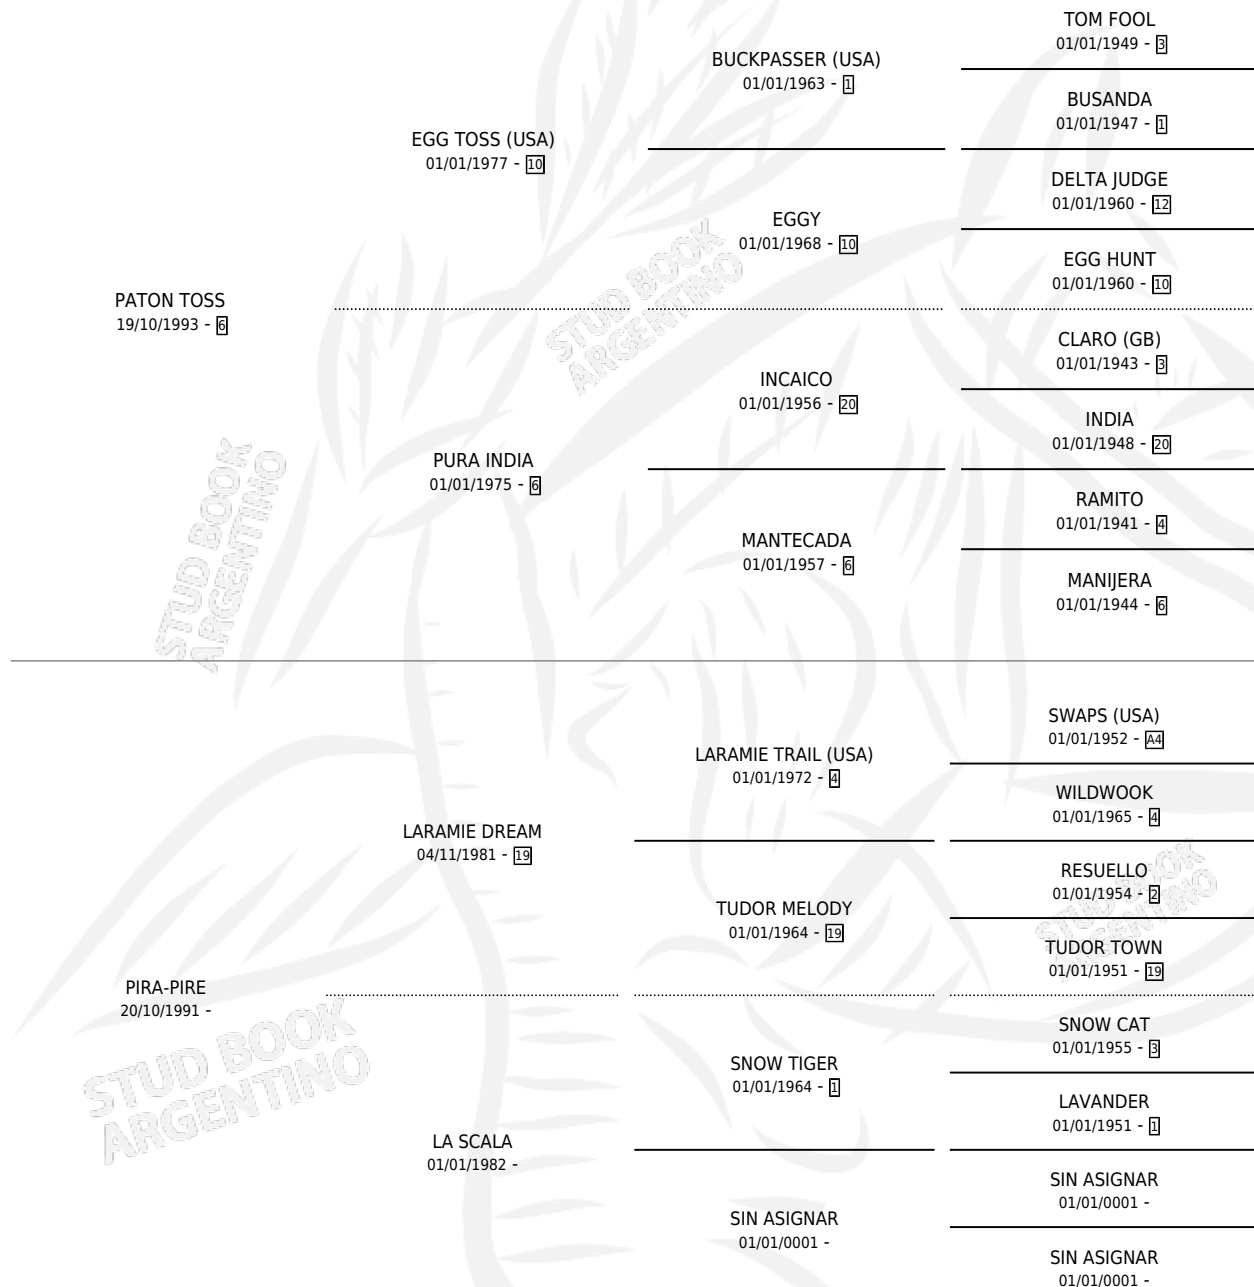 TOM FOOL
01/01/1949 - 3
BUCKPASSER (USA)
01/01/1963 - 1
BUSANDA
01/01/1947 - 1
EGG TOSS (USA)
01/01/1977 - 10
DELTA JUDGE
01/01/1960 - 12
EGGY
01/01/1968 - 10
EGG HUNT
01/01/1960 - 10
PATON TOSS
19/10/1993 - 6
CLARO (GB)
01/01/1943 - 3
INCAICO
01/01/1956 - 20
INDIA
01/01/1948 - 20
PURA INDIA
01/01/1975 - 6
RAMITO
01/01/1941 - 4
MANTECADA
01/01/1957 - 6
MANIJERA
01/01/1944 - 6
STUD BOOK
ARGENTINO
STUD BOOK
ARGENTINO
SWAPS (USA)
01/01/1952 - A4
LARAMIE TRAIL (USA)
01/01/1972 - 4
WILDWOOK
01/01/1965 - 4
LARAMIE DREAM
04/11/1981 - 19
RESUELLO
01/01/1954 - 2
TUDOR MELODY
01/01/1964 - 19
TUDOR TOWN
01/01/1951 - 19
STUD BOOK
ARGENTINO
PIRA-PIRE
20/10/1991 -
SNOW CAT
01/01/1955 - 3
SNOW TIGER
01/01/1964 - 1
LAVANDER
01/01/1951 - 1
STUD BOOK
ARGENTINO
LA SCALA
01/01/1982 -
SIN ASIGNAR
01/01/0001 -
SIN ASIGNAR
01/01/0001 -
SIN ASIGNAR
01/01/0001 -